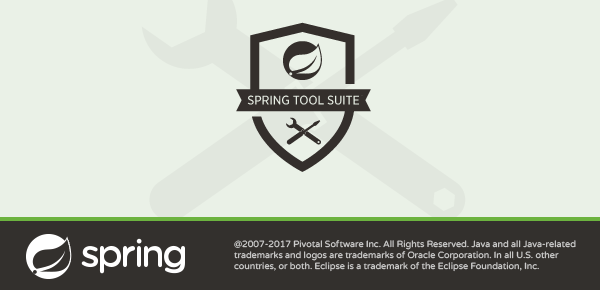 SPRING TOOL SUITE
spring
@2007-2017 Pivotal Software Inc. All Rights Reserved. Java and all Java-related
trademarks and logos are trademarks of Oracle Corporation. In all U.S. other
countries, or both. Eclipse is a trademark of the Eclipse Foundation, Inc.